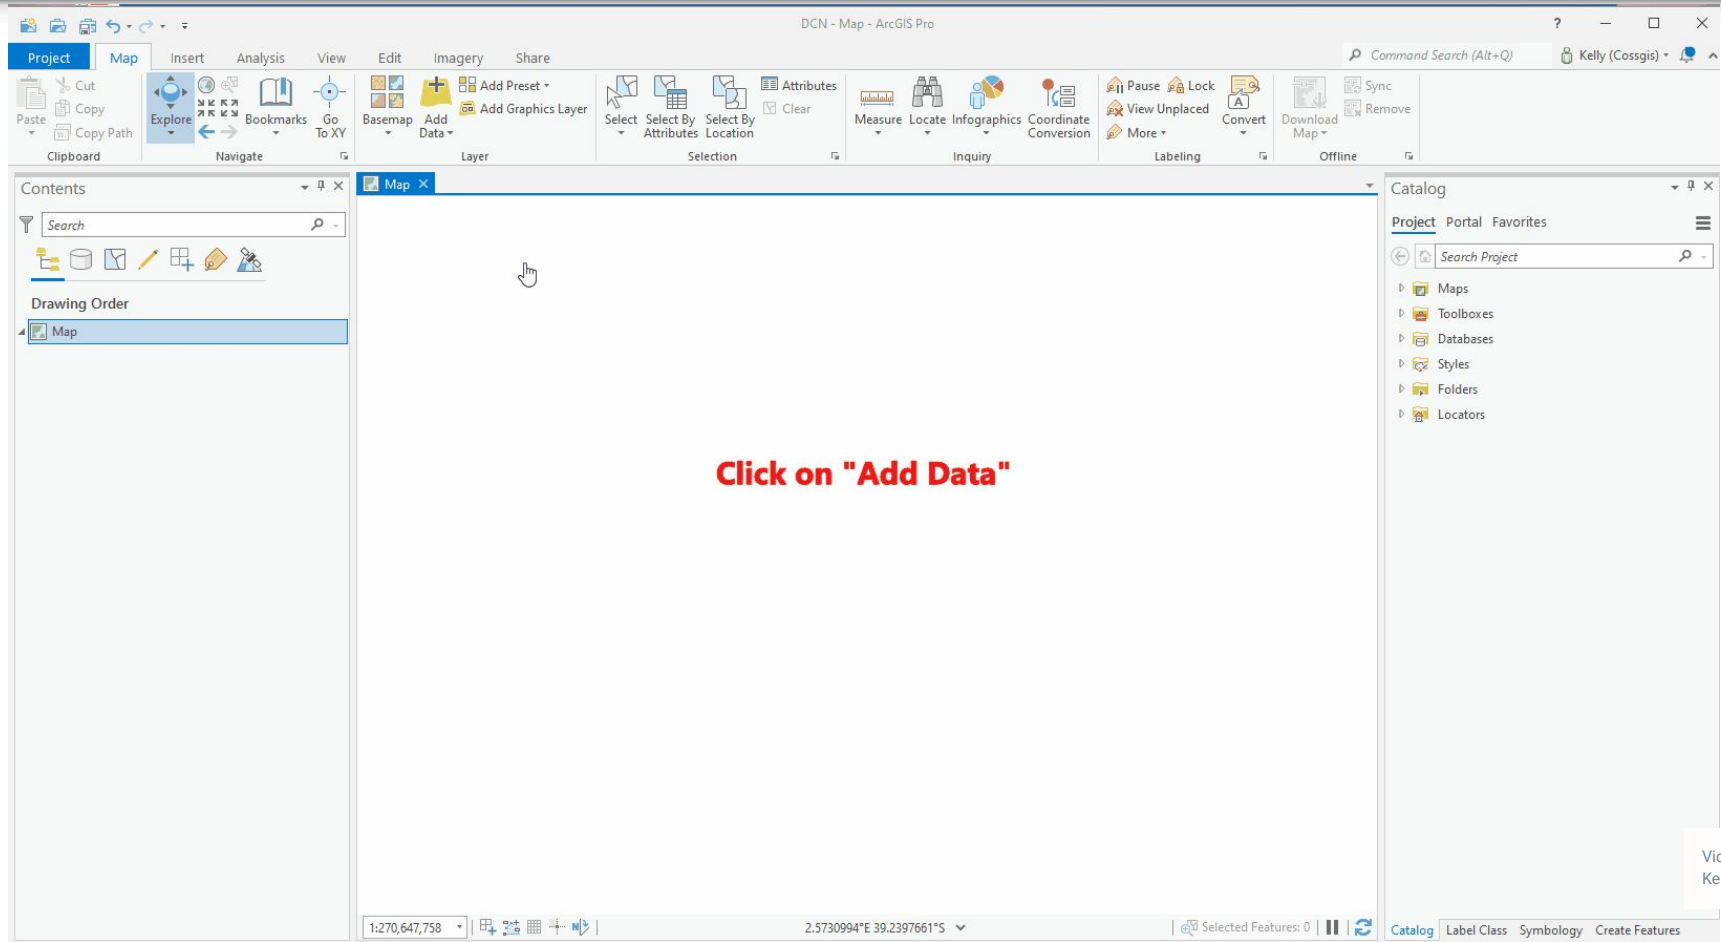 DCN - Map - ArcGIS Pro
?
Project Map Insert Analysis View Edit Imagery Share
Command Search (Alt+Q)
Kelly (Cossgis)
Paste
Cut
Copy
Copy Path
Clipboard
Explore
Bookmarks
Go
To XY
Navigate
Basemap
Add
Data
Add Preset
Add Graphics Layer
Layer
Select
Select By
Attributes
Select By
Location
Attributes
Clear
Selection
Measure
Locate
Infographics
Coordinate
Conversion
Inquiry
Pause
Lock
View Unplaced
More
Convert
Labeling
Download
Map
Sync
Remove
Offline
Contents
Search
Drawing Order
Map
Map
Click on "Add Data"
1:270,647,758
2.5730994°E 39.2397661°S
Selected Features: 0
Catalog
Project Portal Favorites
Search Project
Maps
Toolboxes
Databases
Styles
Folders
Locators
Catalog Label Class Symbology Create Features